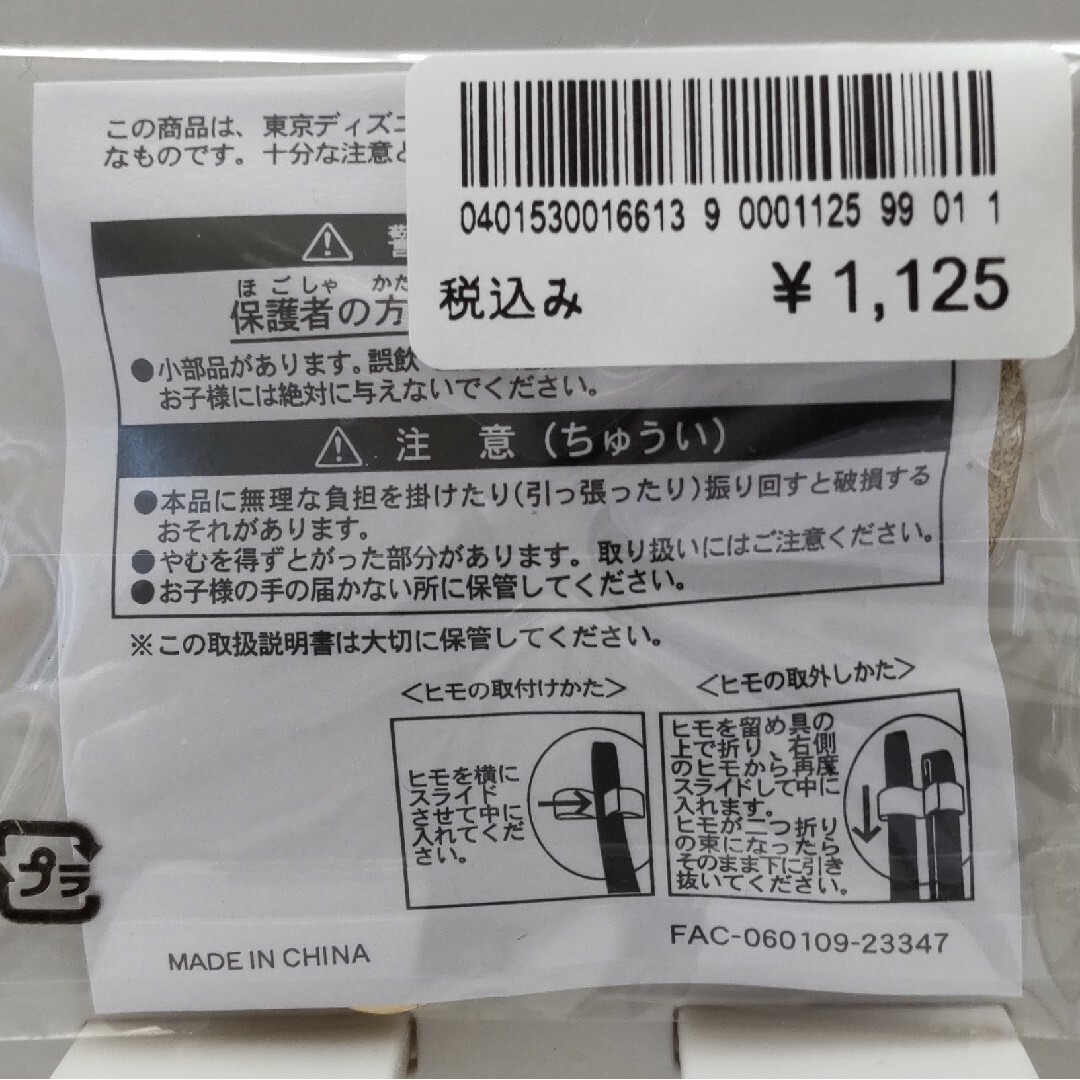 この商品は、東京ディズニ
なものです。十分な注意と
0401530016613 9 0001125 99 01 1
税込み ¥1,125
ほごしゃ かた
保護者の方
●小部品があります。誤飲
お子様には絶対に与えないでください。
注 意 (ちゅうい)
●本品に無理な負担を掛けたり(引っ張ったり)振り回すと破損する
おそれがあります。
●やむを得ずとがった部分があります。取り扱いにはご注意ください。
●お子様の手の届かない所に保管してください。
※この取扱説明書は大切に保管してください。
<ヒモの取付けかた>
ヒモを横に
スライド
させて中に
入れてくだ
さい。
<ヒモの取外しかた>
ヒモを留め具の
上で折り、右側
のヒモから再度
スライドして中に
入れます。
ヒモが二つ折り
の束になったら
そのまま下に引き
抜いてください。
プラ
MADE IN CHINA
FAC-060109-23347